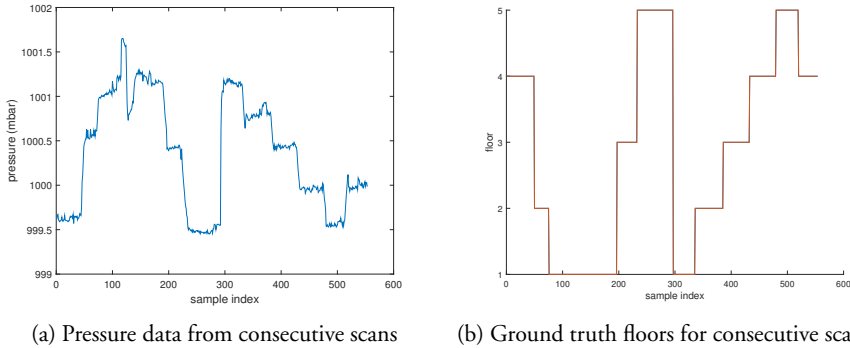 1002
1001.5
1001
1000.5
1000
999.5
999
pressure (mbar)
0 100 200 300 400 500 600
sample index
(a) Pressure data from consecutive scans
5
4
3
2
1
floor
0 100 200 300 400 500 600
sample index
(b) Ground truth floors for consecutive sca